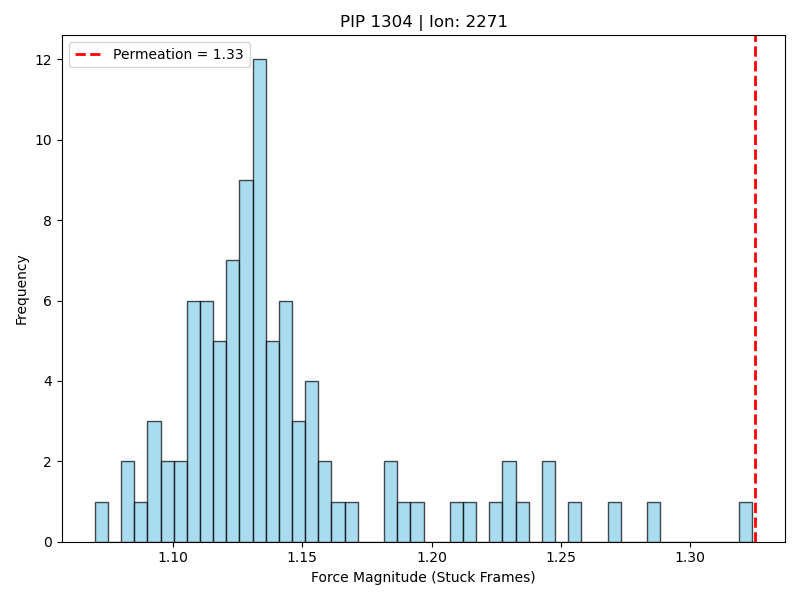 PIP 1304 | Ion: 2271
Permeation = 1.33
Frequency
12
10
8
6
4
2
0
1.10 1.15 1.20 1.25 1.30
Force Magnitude (Stuck Frames)